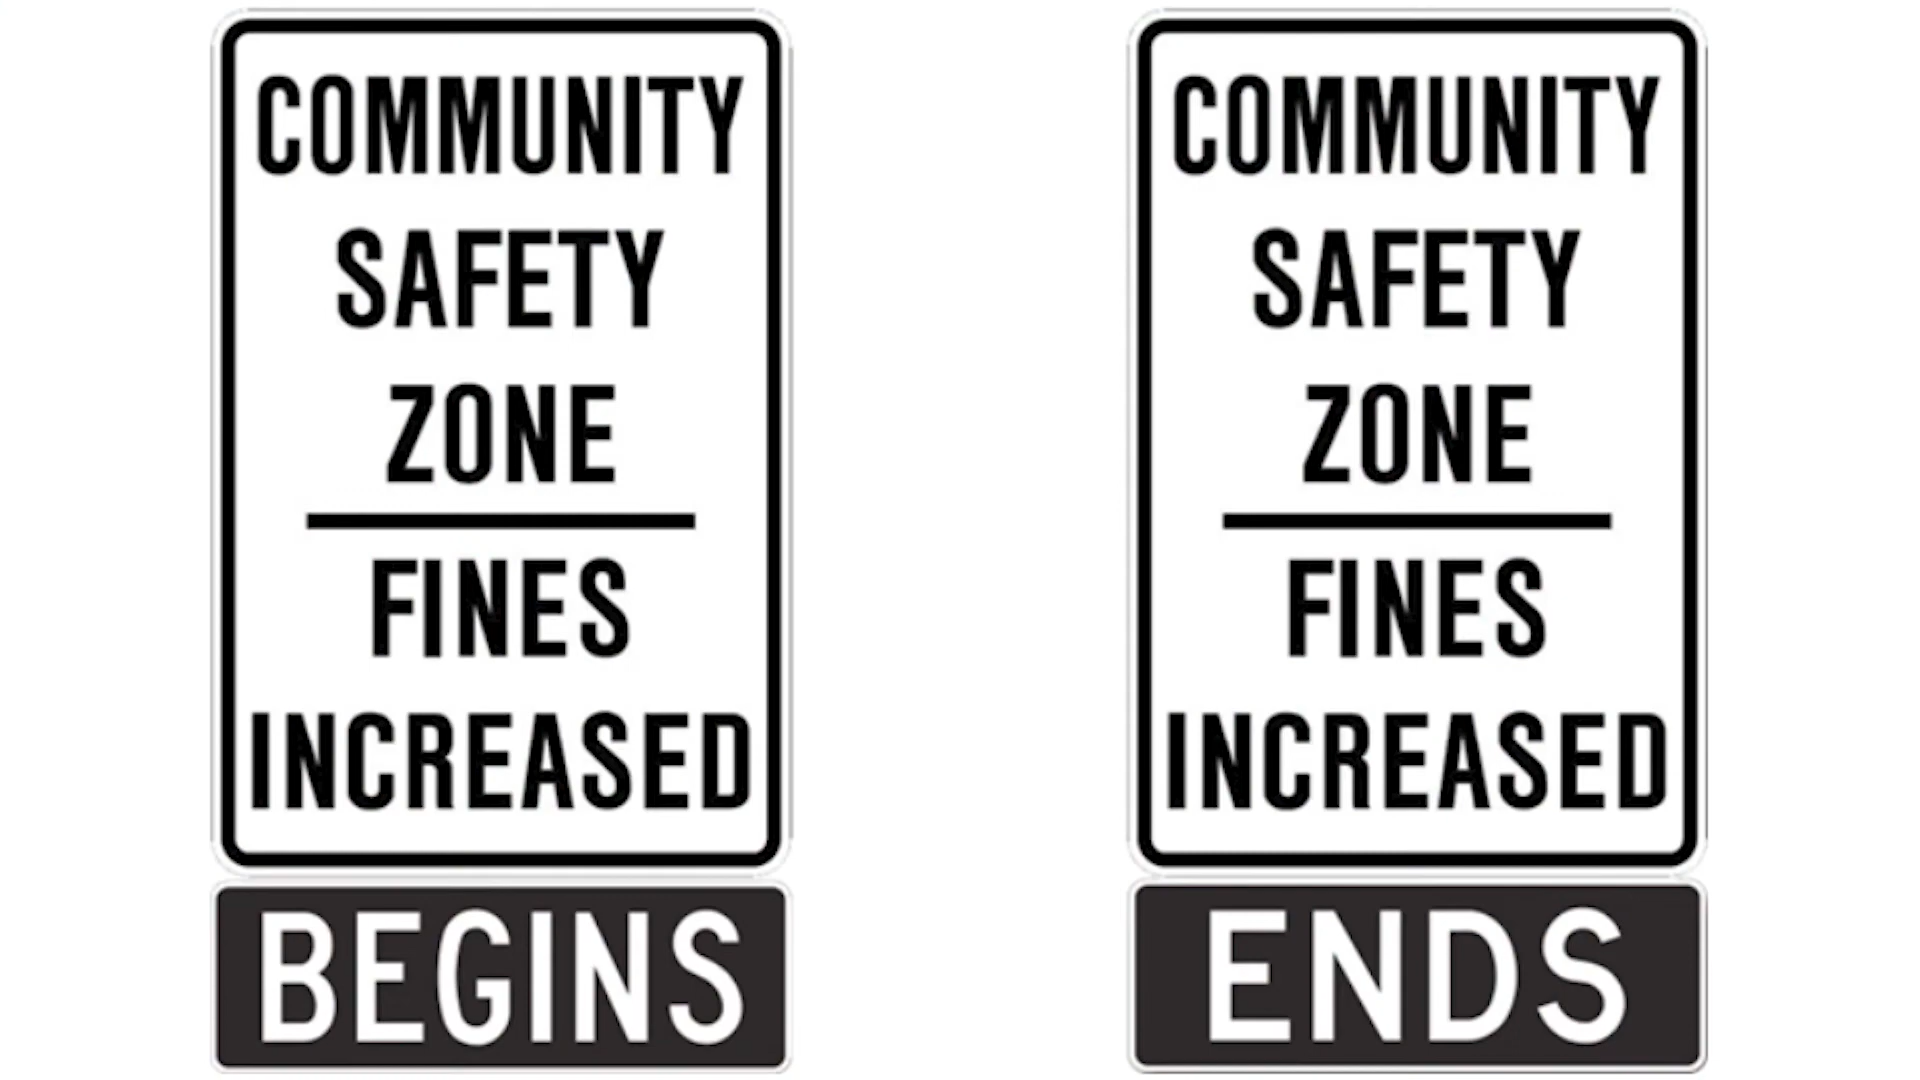 COMMUNITY
SAFETY
ZONE
FINES
INCREASED
BEGINS
COMMUNITY
SAFETY
ZONE
FINES
INCREASED
ENDS